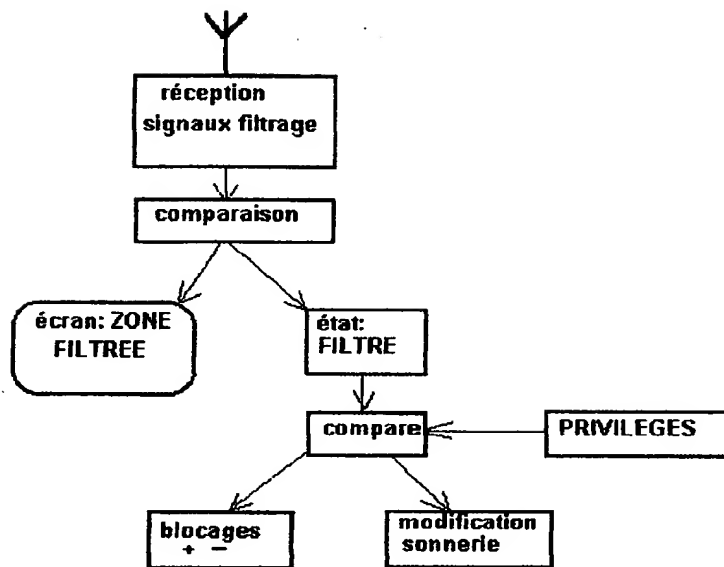 réception
signaux filtrage
comparaison
écran: ZONE
FILTREE
état:
FILTRE
compare
PRIVILEGES
blocages
+ −
modification
sonnerie